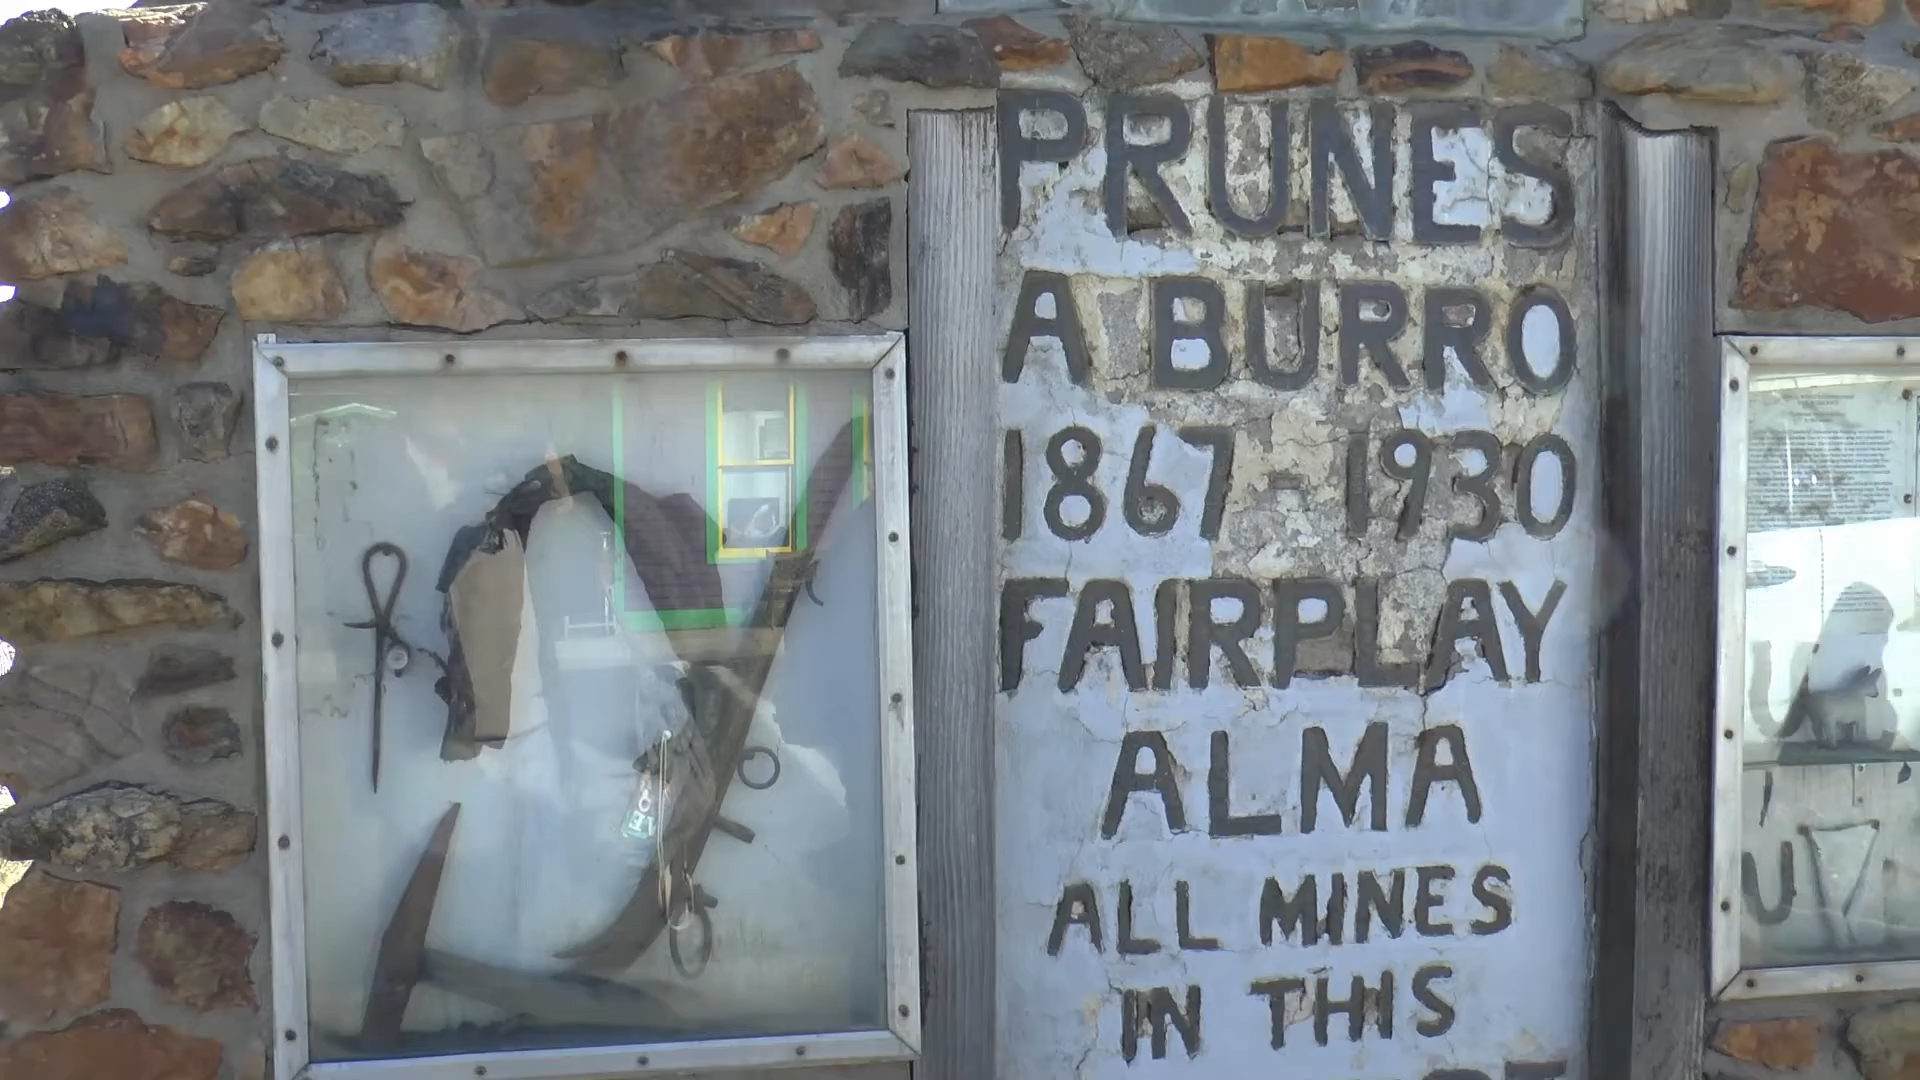 PRUNES
A BURRO
1867-1930
FAIRPLAY
ALMA
ALL MINES
IN THIS